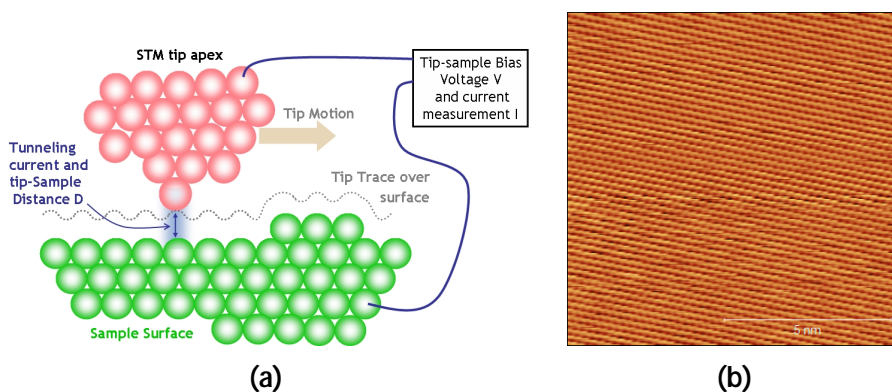 STM tip apex
Tip-sample Bias
Voltage V
and current
measurement I
Tip Motion
Tunneling
current and
tip-Sample
Distance D
Tip Trace over
surface
Sample Surface
5 nm
(a)
(b)